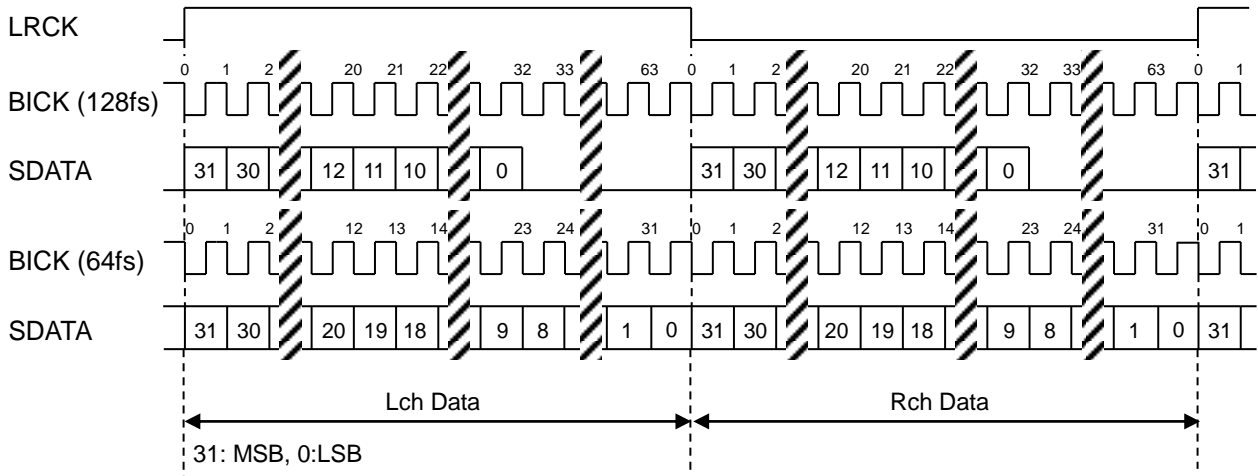 LRCK
0 1 2 20 21 22 32 33 63 0 1 2 20 21 22 32 33 63 0 1
BICK (128fs)
SDATA 31 30 12 11 10 0 31 30 12 11 10 0 31
0 1 2 12 13 14 23 24 31 0 1 2 12 13 14 23 24 31 0 1
BICK (64fs)
SDATA 31 30 20 19 18 9 8 1 0 31 30 20 19 18 9 8 1 0 31
Lch Data Rch Data
31: MSB, 0:LSB